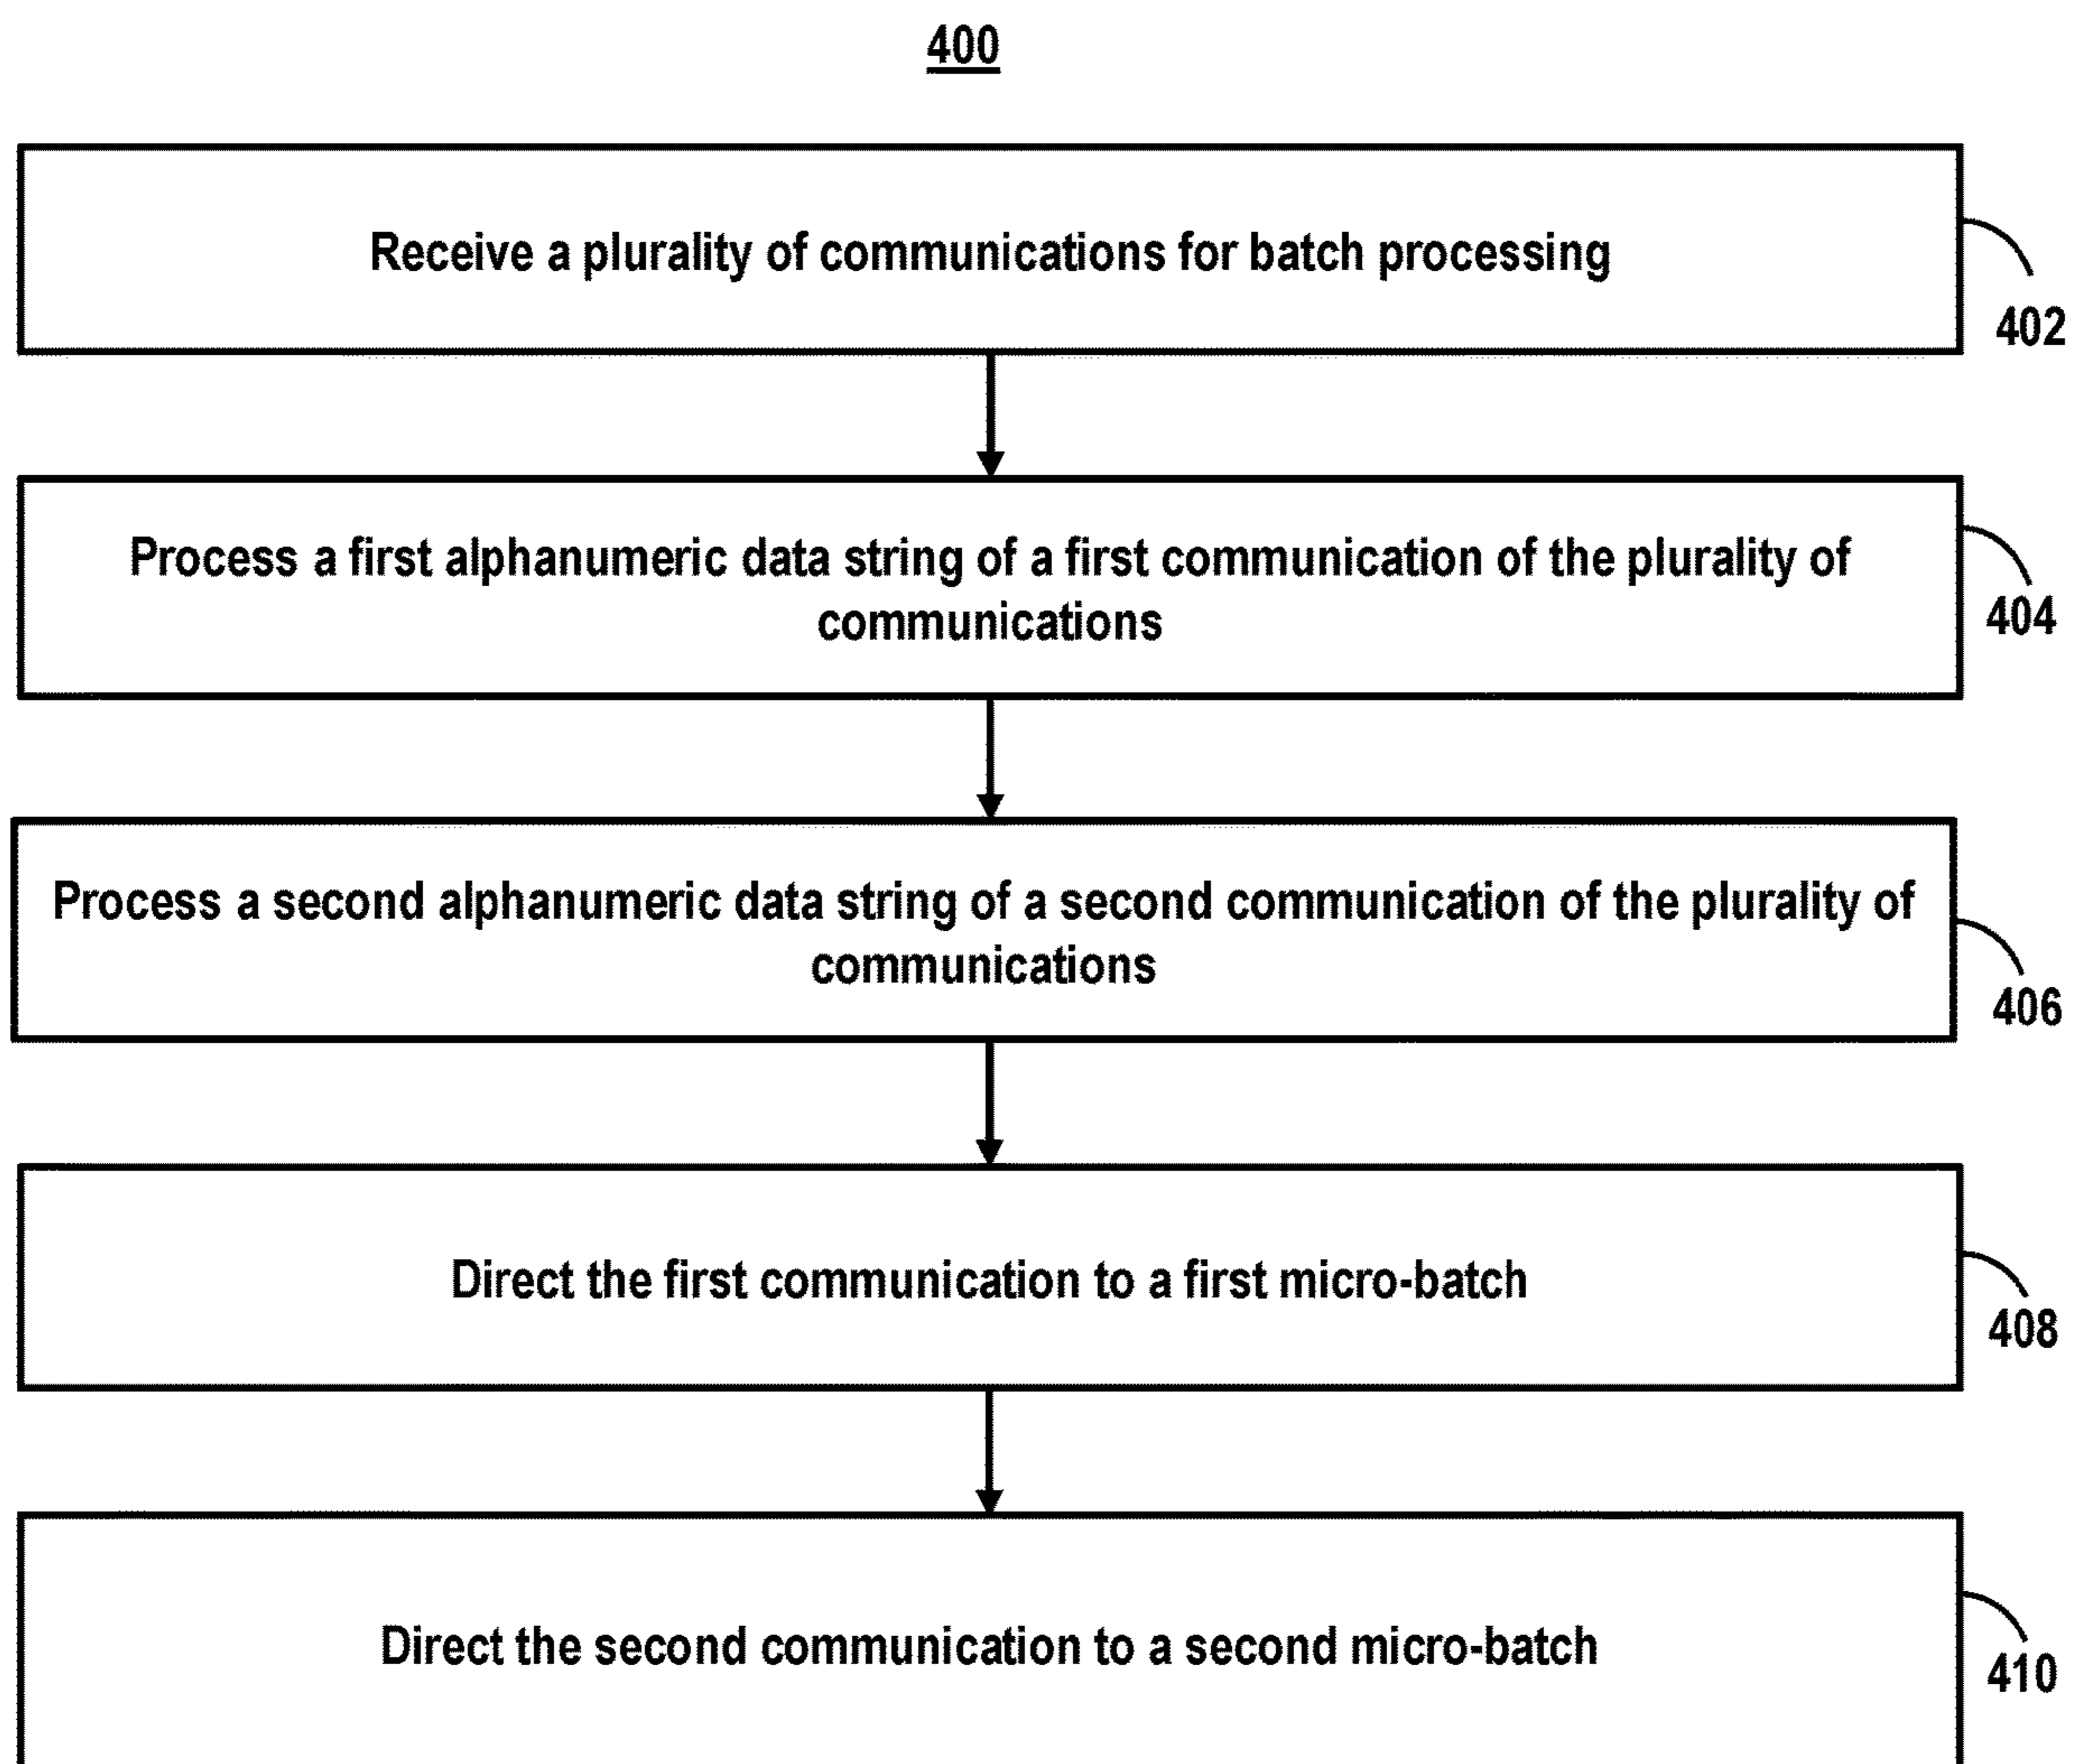 400
Receive a plurality of communications for batch processing
402
Process a first alphanumeric data string of a first communication of the plurality of
communications
404
Process a second alphanumeric data string of a second communication of the plurality of
communications
406
Direct the first communication to a first micro-batch
408
Direct the second communication to a second micro-batch
410